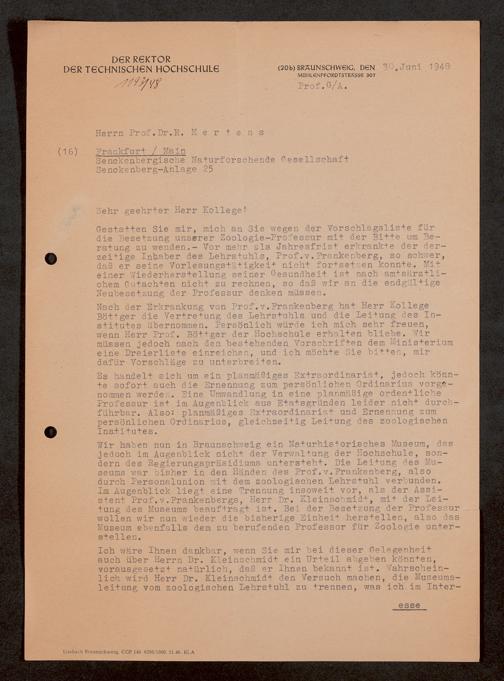 DER REKTOR
DER TECHNISCHEN HOCHSCHULE
1193/48
(20b) BRAUNSCHWEIG, DEN 30.Juni 1948
MÜHLENPFORDTSTRASSE 307
Prof.G/A.
Herrn Prof.Dr.R. M e r t e n s
(16) Frankfurt / Main
Senckenbergische Naturforschende Gesellschaft
Senckenberg-Anlage 25
Sehr geehrter Herr Kollege!
Gestatten Sie mir, mich an Sie wegen der Vorschlagsliste für
die Besetzung unserer Zoologie-Professur mit der Bitte um Be-
ratung zu wenden.- Vor mehr als Jahresfrist erkrankte der der-
zeitige Inhaber des Lehrstuhls, Prof.v.Frankenberg, so schwer,
daß er seine Vorlesungstätigkeit nicht fortsetzen konnte. Mit
einer Wiederherstellung seiner Gesundheit ist nach amtsärztli-
chem Gutachten nicht zu rechnen, so daß wir an die endgültige
Neubesetzung der Professur denken müssen.
Nach der Erkrankung von Prof.v.Frankenberg hat Herr Kollege
Böttger die Vertretung des Lehrstuhls und die Leitung des In-
stitutes übernommen. Persönlich würde ich mich sehr freuen,
wenn Herr Prof. Böttger der Hochschule erhalten bliebe. Wir
müssen jedoch nach den bestehenden Vorschriften dem Ministerium
eine Dreierliste einreichen, und ich möchte Sie bitten, mir
dafür Vorschläge zu unterbreiten.
Es handelt sich um ein planmäßiges Extraordinariat, jedoch könn-
te sofort auch die Ernennung zum persönlichen Ordinarius vorge-
nommen werden. Eine Umwandlung in eine planmäßige ordentliche
Professur ist im Augenblick aus Etatsgründen leider nicht durch-
führbar. Also: planmäßiges Extraordinariat und Ernennung zum
persönlichen Ordinarius, gleichzeitig Leitung des zoologischen
Institutes.
Wir haben nun in Braunschweig ein Naturhistorisches Museum, das
jedoch im Augenblick nicht der Verwaltung der Hochschule, son-
dern des Regierungspräsidiums untersteht. Die Leitung des Mu-
seums war bisher in den Händen des Prof.v.Frankenberg, also
durch Personalunion mit dem zoologischen Lehrstuhl verbunden.
Im Augenblick liegt eine Trennung insoweit vor, als der Assi-
stent Prof.v.Frankenbergs, Herr Dr. Kleinschmidt, mit der Lei-
tung des Museums beauftragt ist. Bei der Besetzung der Professur
wollen wir nun wieder die bisherige Einheit herstellen, also das
Museum ebenfalls dem zu berufenden Professor für Zoologie unter-
stellen.
Ich wäre Ihnen dankbar, wenn Sie mir bei dieser Gelegenheit
auch über Herrn Dr. Kleinschmidt ein Urteil abgeben könnten,
vorausgesetzt natürlich, daß er Ihnen bekannt ist. Wahrschein-
lich wird Herr Dr. Kleinschmidt den Versuch machen, die Museums-
leitung vom zoologischen Lehrstuhl zu trennen, was ich im Inter-
esse
Limbach Braunschweig, CGP 146